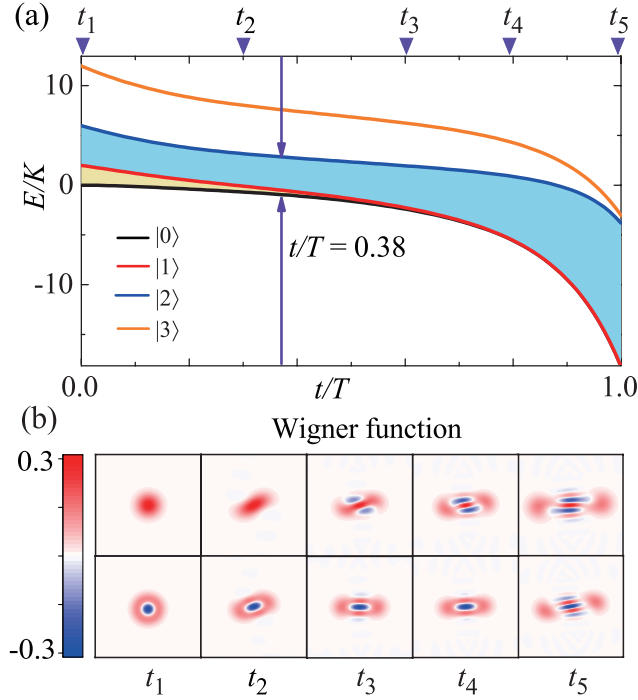 (a)
t1 t2 t3 t4 t5
10
0
-10
E/K
t/T = 0.38
|0⟩
|1⟩
|2⟩
|3⟩
0.0 t/T 1.0
(b)
Wigner function
0.3
-0.3
t1 t2 t3 t4 t5